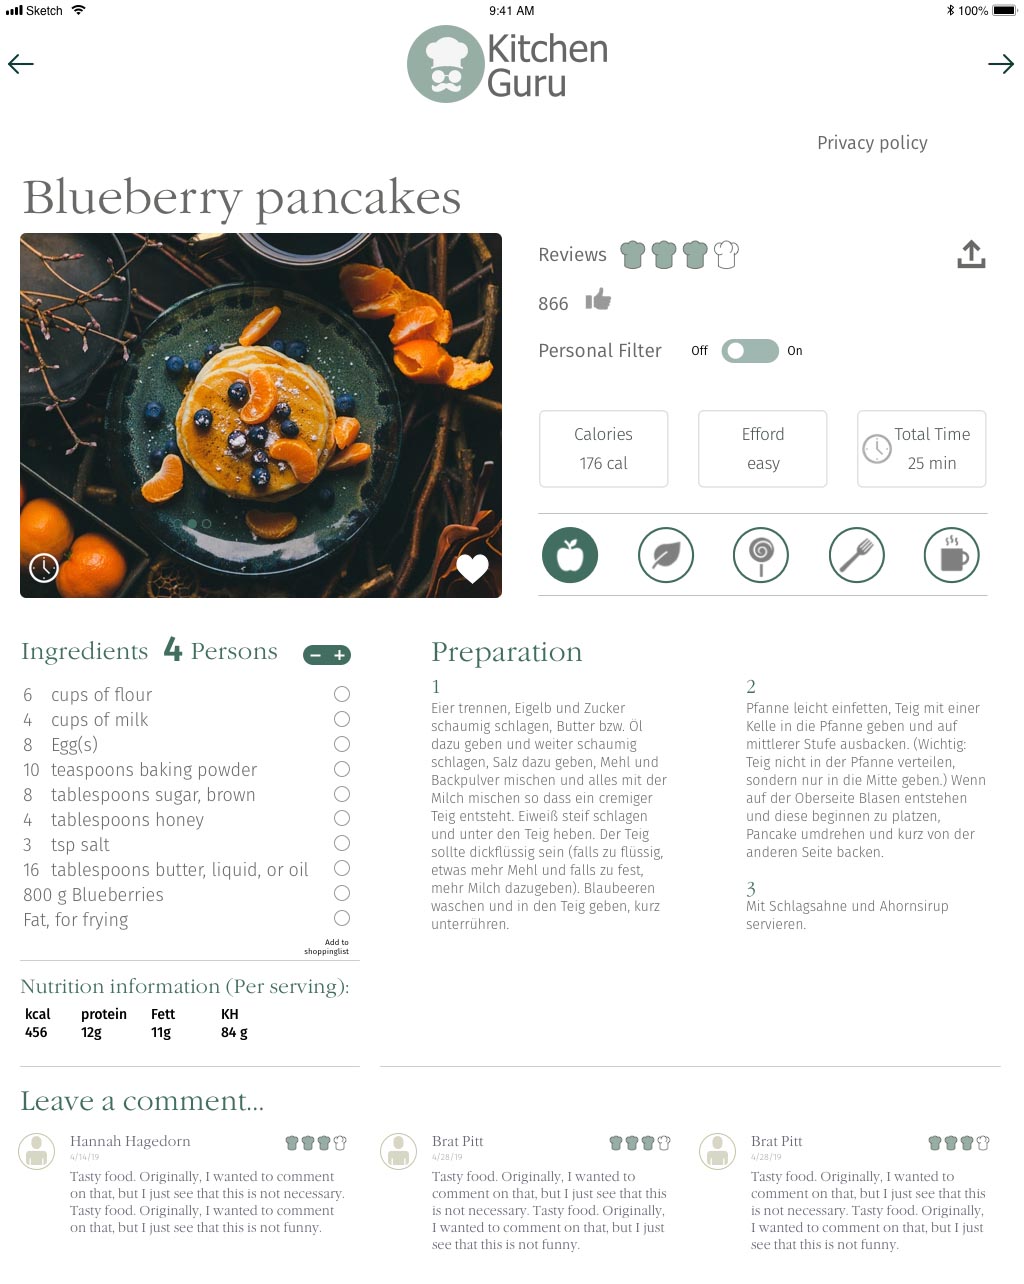 Sketch
9:41 AM
100%
Kitchen
Guru
Privacy policy
Blueberry pancakes
Reviews
866
Personal Filter Off On
Calories
176 cal
Efford
easy
Total Time
25 min
Ingredients 4 Persons − +
6 cups of flour
4 cups of milk
8 Egg(s)
10 teaspoons baking powder
8 tablespoons sugar, brown
4 tablespoons honey
3 tsp salt
16 tablespoons butter, liquid, or oil
800 g Blueberries
Fat, for frying
Add to
shoppinglist
Nutrition information (Per serving):
kcal protein Fett KH
456 12g 11g 84 g
Preparation
1
Eier trennen, Eigelb und Zucker
schaumig schlagen, Butter bzw. Öl
dazu geben und weiter schaumig
schlagen, Salz dazu geben, Mehl und
Backpulver mischen und alles mit der
Milch mischen so dass ein cremiger
Teig entsteht. Eiweiß steif schlagen
und unter den Teig heben. Der Teig
sollte dickflüssig sein (falls zu flüssig,
etwas mehr Mehl und falls zu fest,
mehr Milch dazugeben). Blaubeeren
waschen und in den Teig geben, kurz
unterrühren.
2
Pfanne leicht einfetten, Teig mit einer
Kelle in die Pfanne geben und auf
mittlerer Stufe ausbacken. (Wichtig:
Teig nicht in der Pfanne verteilen,
sondern nur in die Mitte geben.) Wenn
auf der Oberseite Blasen entstehen
und diese beginnen zu platzen,
Pancake umdrehen und kurz von der
anderen Seite backen.
3
Mit Schlagsahne und Ahornsirup
servieren.
Leave a comment...
Hannah Hagedorn
4/14/19
Tasty food. Originally, I wanted to comment
on that, but I just see that this is not necessary.
Tasty food. Originally, I wanted to comment
on that, but I just see that this is not funny.
Brat Pitt
4/28/19
Tasty food. Originally, I wanted to
comment on that, but I just see that this
is not necessary. Tasty food. Originally,
I wanted to comment on that, but I just
see that this is not funny.
Brat Pitt
4/28/19
Tasty food. Originally, I wanted to
comment on that, but I just see that this
is not necessary. Tasty food. Originally,
I wanted to comment on that, but I just
see that this is not funny.